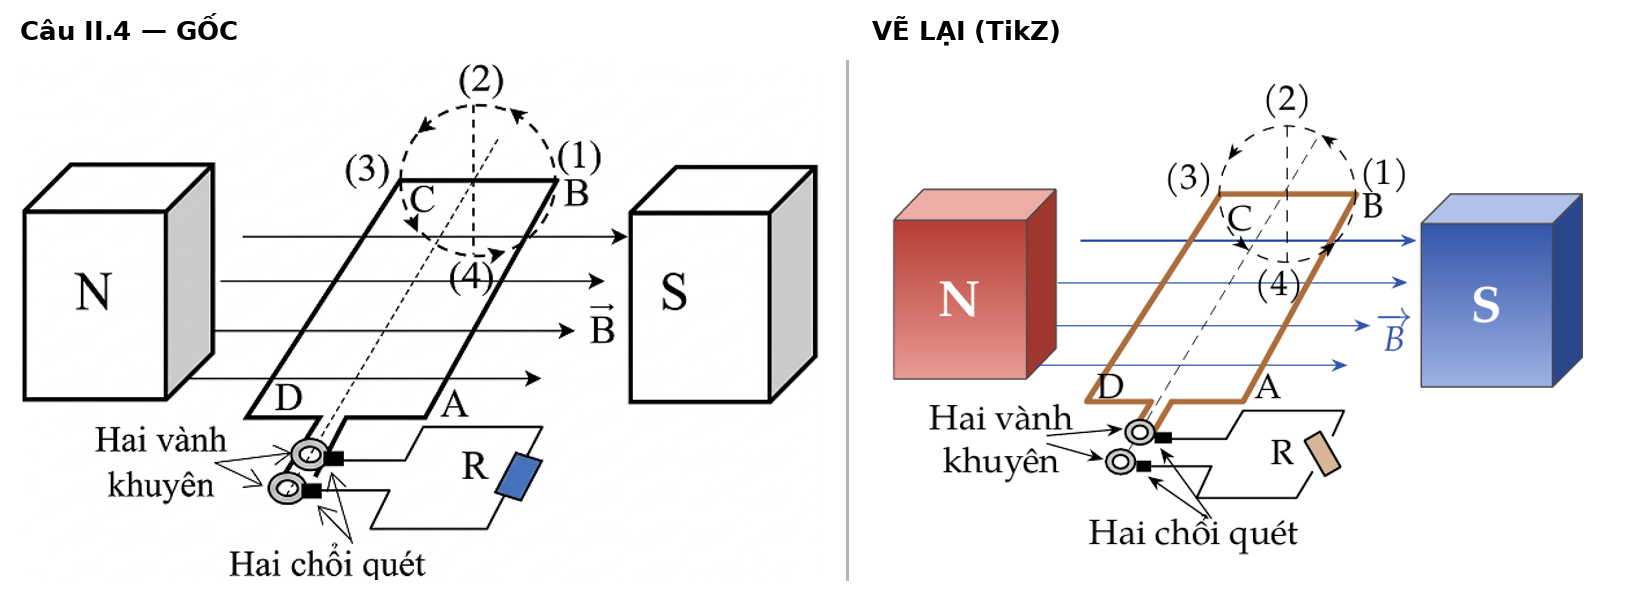 Câu II.4 — GỐC
(2)
(3)
(1)
C
B
N
S
(4)
B
D
A
Hai vành
khuyên
R
Hai chổi quét
VẼ LẠI (TikZ)
(2)
(3)
(1)
C
B
N
S
(4)
B
D
A
Hai vành
khuyên
R
Hai chổi quét